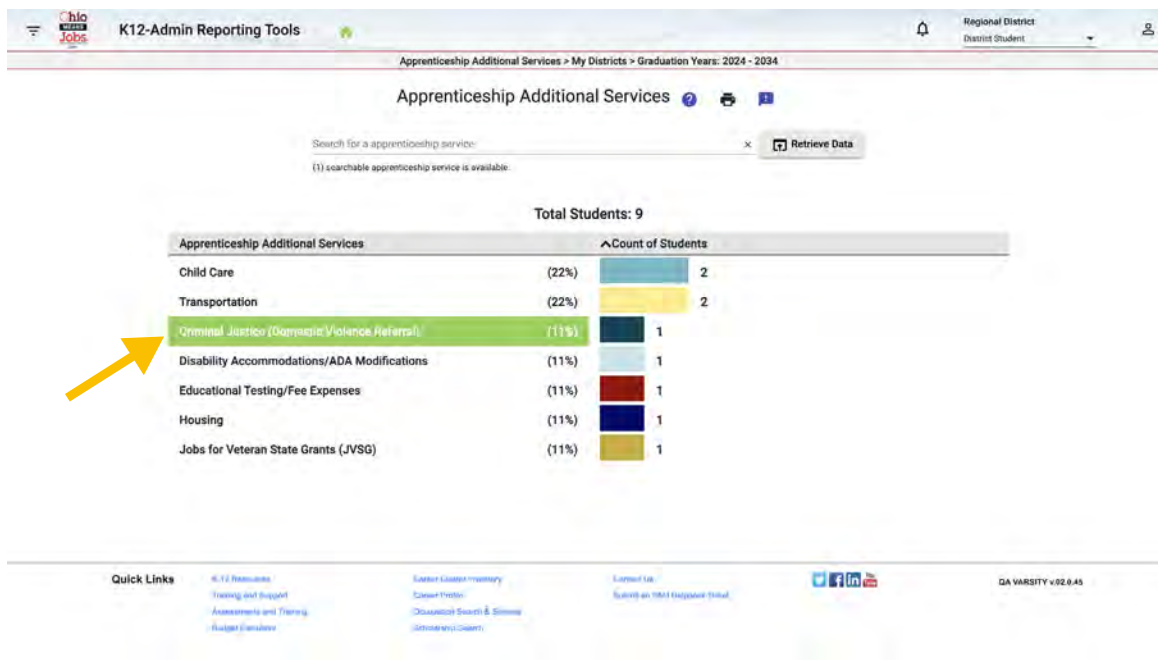 Ohio
MEANS
Jobs
K12-Admin Reporting Tools
Regional District
District Student
Apprenticeship Additional Services > My Districts > Graduation Years: 2024 - 2034
Apprenticeship Additional Services ?
Search for a apprenticeship service
× Retrieve Data
(1) searchable apprenticeship service is available.
Total Students: 9
Apprenticeship Additional Services Count of Students
Child Care (22%) 2
Transportation (22%) 2
Criminal Justice (Domestic Violence Referral) (11%) 1
Disability Accommodations/ADA Modifications (11%) 1
Educational Testing/Fee Expenses (11%) 1
Housing (11%) 1
Jobs for Veteran State Grants (JVSG) (11%) 1
Quick Links K-12 Resources Contact Us QA VARSITY v.02.0.45
Training and Support Career Profile
Assessments and Training Occupation Search &
Budget Calculator Scholarship Search